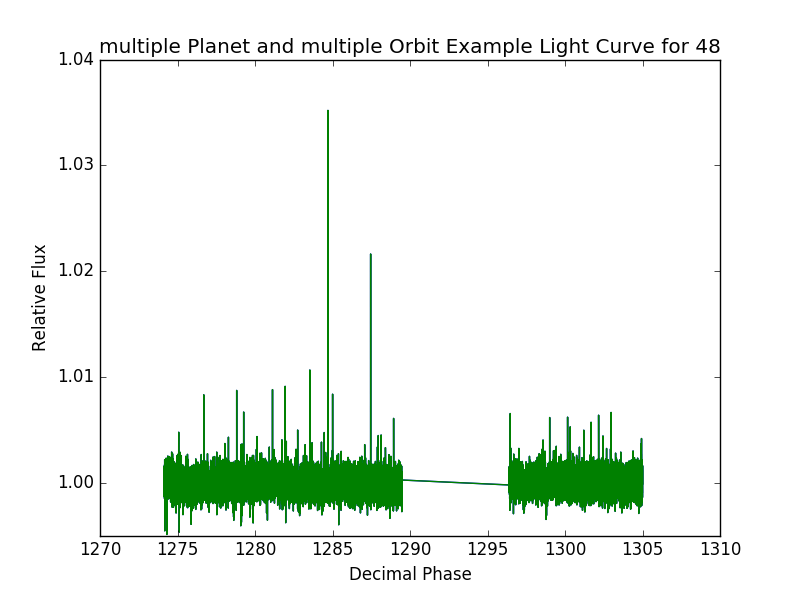 multiple Planet and multiple Orbit Example Light Curve for 48
1.04
1.03
1.02
1.01
1.00
Relative Flux
1270 1275 1280 1285 1290 1295 1300 1305 1310
Decimal Phase